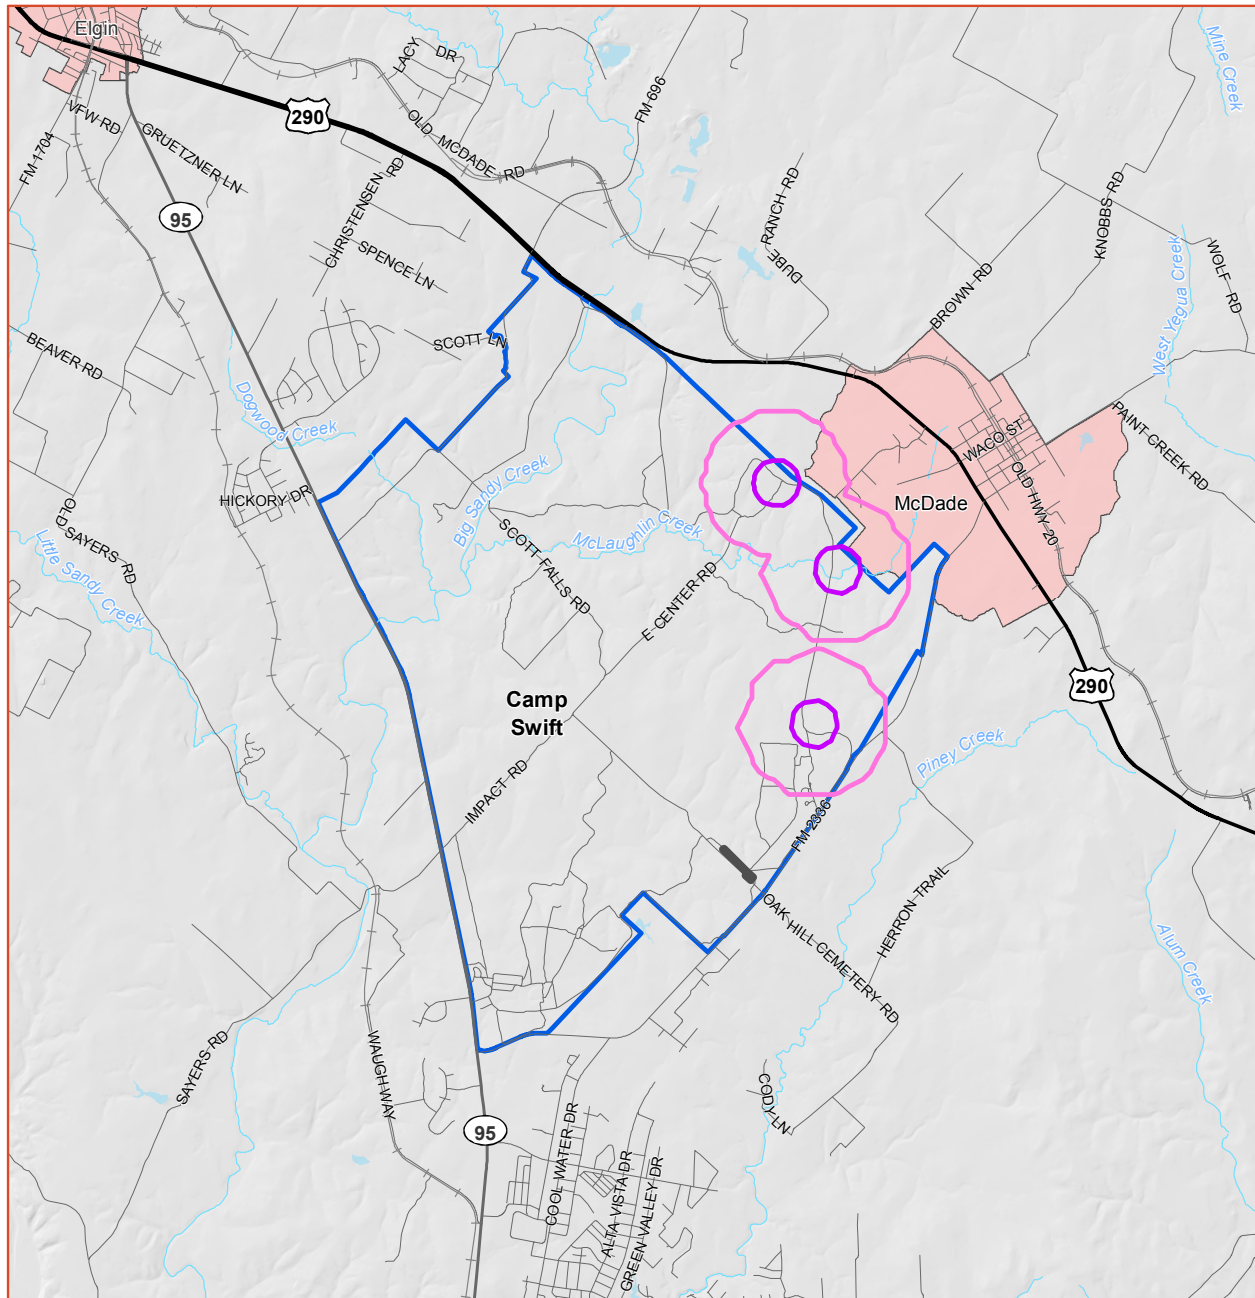 Elgin
Mine Creek
LACY DR
290
FM 696
OLD MCDADE RD
VFW RD
FM 1704
GRUETZNER LN
CHRISTENSEN RD
95
SPENCE LN
DUBE RANCH RD
KNOBBS RD
WOLF RD
BROWN RD
West Yegua Creek
BEAVER RD
SCOTT LN
Dogwood Creek
PAINT CREEK RD
WACO ST
OLD HWY 20
McDade
HICKORY DR
Big Sandy Creek
OLD SAYERS RD
Little Sandy Creek
SCOTT FALLS RD
McLaughlin Creek
E CENTER RD
290
Camp
Swift
Piney Creek
IMPACT RD
FM 2336
OAK HILL CEMETERY RD
HERRON TRAIL
Alum Creek
SAYERS RD
WAUGH WAY
CODY LN
95
COOL WATER DR
ALTA VISTA DR
GREEN VALLEY DR